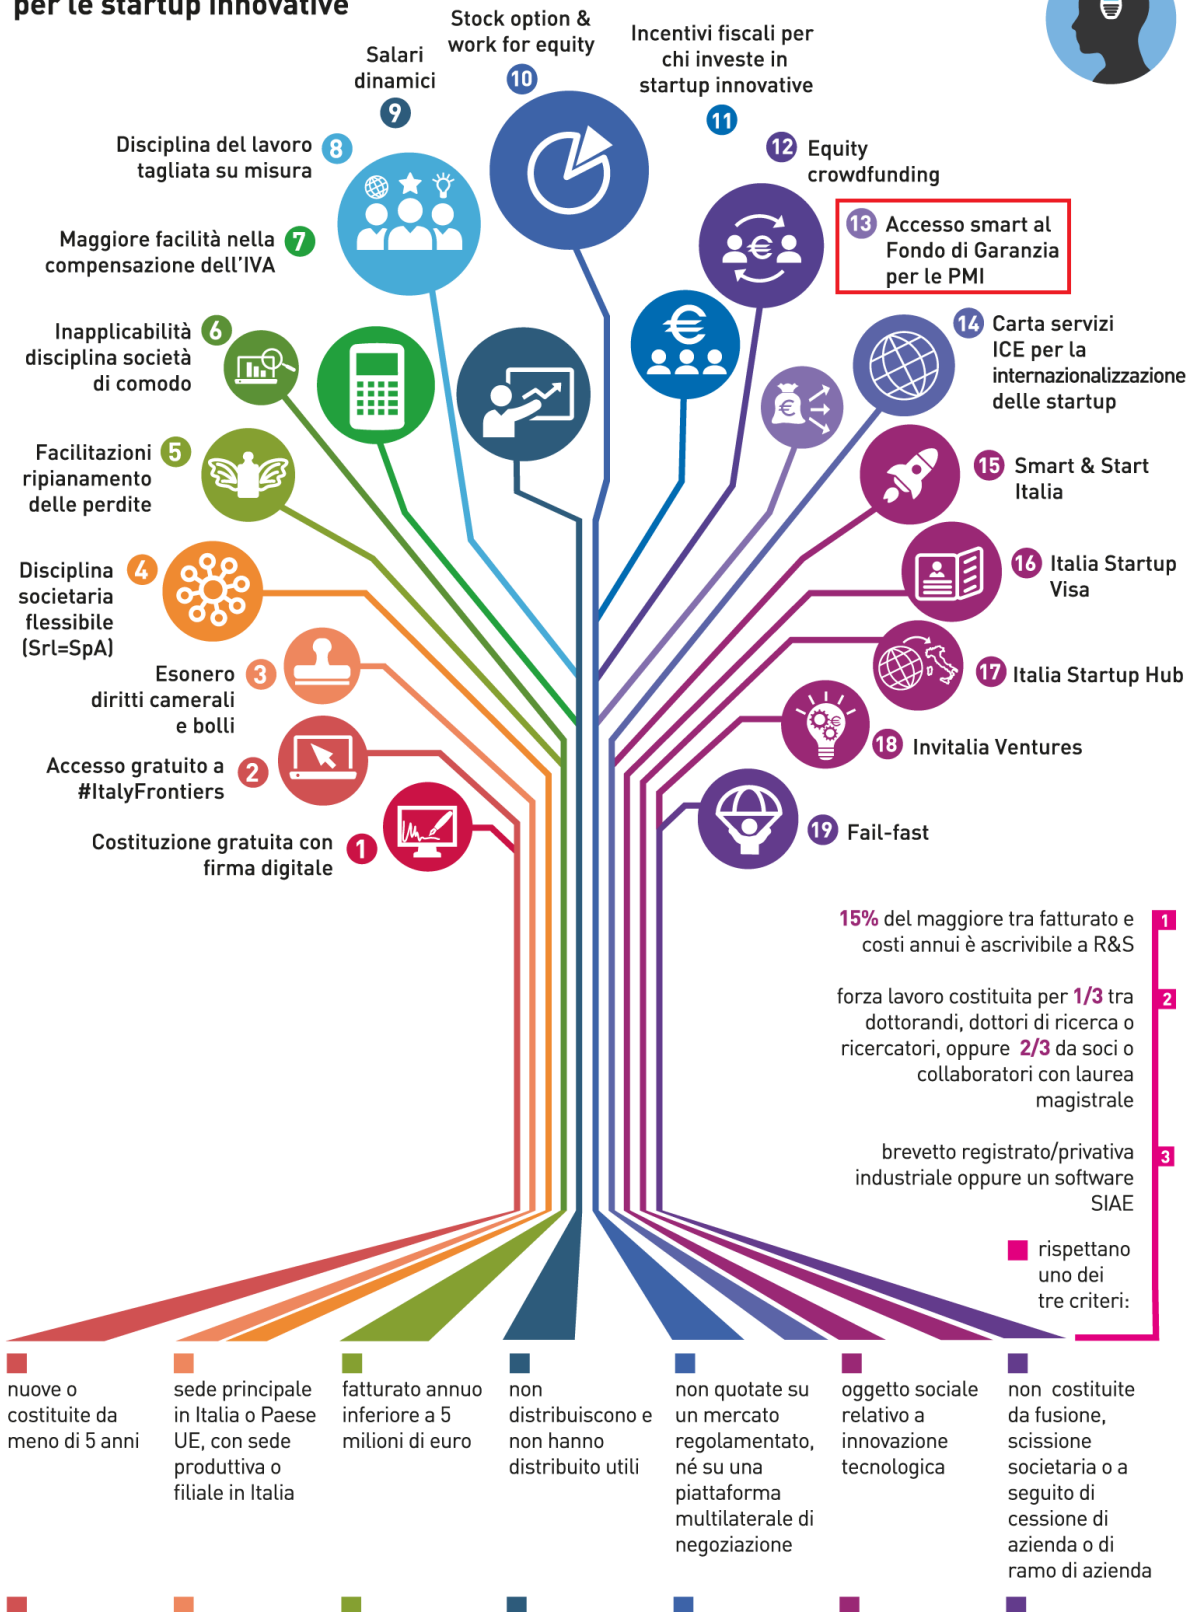 per le startup innovative
Stock option &
work for equity
10
Incentivi fiscali per
chi investe in
startup innovative
11
Salari
dinamici
9
Disciplina del lavoro
tagliata su misura
8
12
Equity
crowdfunding
Maggiore facilità nella
compensazione dell'IVA
7
13
Accesso smart al
Fondo di Garanzia
per le PMI
Inapplicabilità
disciplina società
di comodo
6
14
Carta servizi
ICE per la
internazionalizzazione
delle startup
Facilitazioni
ripianamento
delle perdite
5
15
Smart & Start
Italia
Disciplina
societaria
flessibile
(Srl=SpA)
4
16
Italia Startup
Visa
Esonero
diritti camerali
e bolli
3
17
Italia Startup Hub
Accesso gratuito a
#ItalyFrontiers
2
18
Invitalia Ventures
Costituzione gratuita con
firma digitale
1
19
Fail-fast
15% del maggiore tra fatturato e
costi annui è ascrivibile a R&S
1
forza lavoro costituita per 1/3 tra
dottorandi, dottori di ricerca o
ricercatori, oppure 2/3 da soci o
collaboratori con laurea
magistrale
2
brevetto registrato/privativa
industriale oppure un software
SIAE
3
rispettano
uno dei
tre criteri:
nuove o
costituite da
meno di 5 anni
sede principale
in Italia o Paese
UE, con sede
produttiva o
filiale in Italia
fatturato annuo
inferiore a 5
milioni di euro
non
distribuiscono e
non hanno
distribuito utili
non quotate su
un mercato
regolamentato,
né su una
piattaforma
multilaterale di
negoziazione
oggetto sociale
relativo a
innovazione
tecnologica
non costituite
da fusione,
scissione
societaria o a
seguito di
cessione di
azienda o di
ramo di azienda